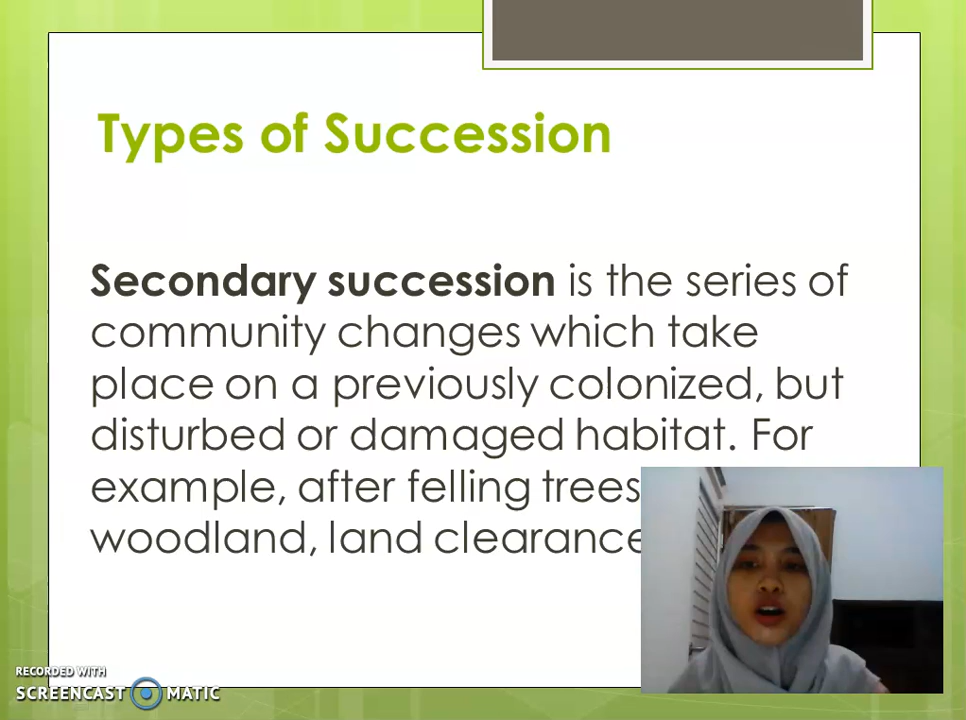 Types of Succession
Secondary succession is the series of
community changes which take
place on a previously colonized, but
disturbed or damaged habitat. For
example, after felling trees
woodland, land clearance
RECORDED WITH
SCREENCAST MATIC